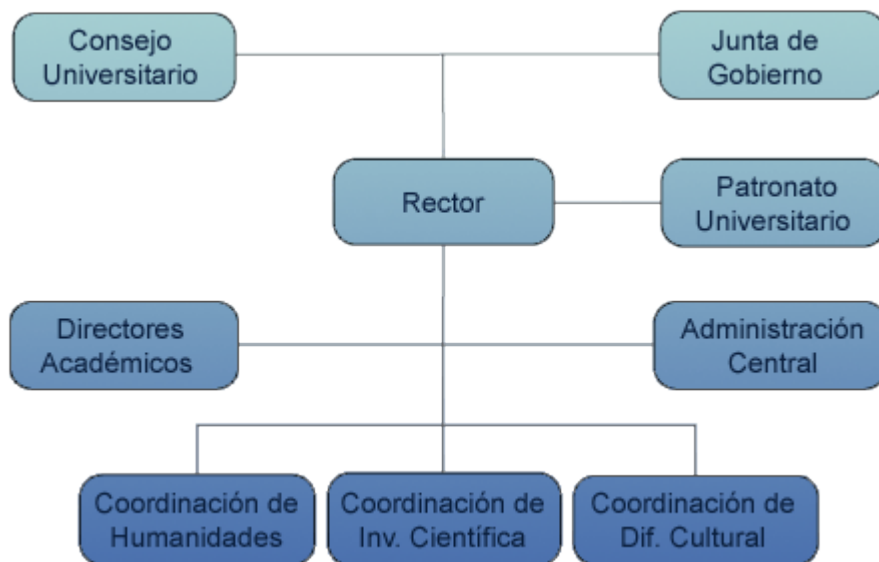 Consejo
Universitario
Junta de
Gobierno
Rector
Patronato
Universitario
Directores
Académicos
Administración
Central
Coordinación de
Humanidades
Coordinación de
Inv. Científica
Coordinación de
Dif. Cultural